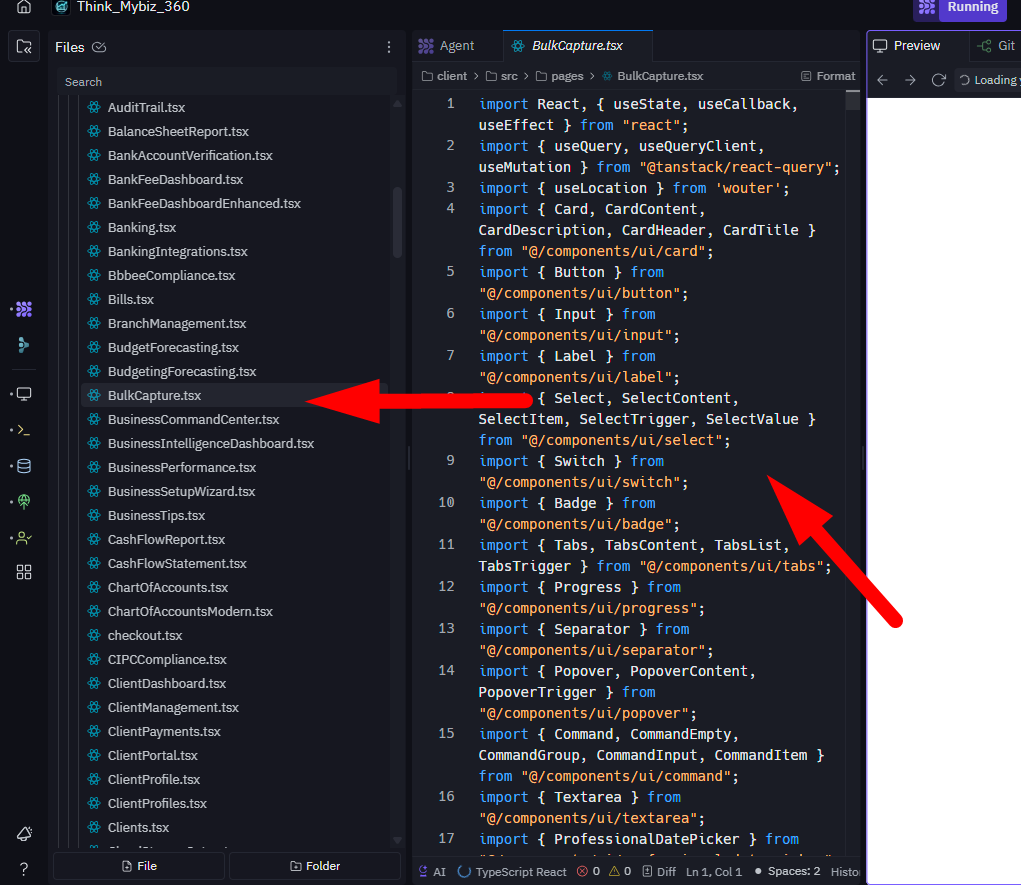 Think_Mybiz_360
Running
Files
Search
AuditTrail.tsx
BalanceSheetReport.tsx
BankAccountVerification.tsx
BankFeeDashboard.tsx
BankFeeDashboardEnhanced.tsx
Banking.tsx
BankingIntegrations.tsx
BbbeeCompliance.tsx
Bills.tsx
BranchManagement.tsx
BudgetForecasting.tsx
BudgetingForecasting.tsx
BulkCapture.tsx
BusinessCommandCenter.tsx
BusinessIntelligenceDashboard.tsx
BusinessPerformance.tsx
BusinessSetupWizard.tsx
BusinessTips.tsx
CashFlowReport.tsx
CashFlowStatement.tsx
ChartOfAccounts.tsx
ChartOfAccountsModern.tsx
checkout.tsx
CIPCCompliance.tsx
ClientDashboard.tsx
ClientManagement.tsx
ClientPayments.tsx
ClientPortal.tsx
ClientProfile.tsx
ClientProfiles.tsx
Clients.tsx
File
Folder
Agent
BulkCapture.tsx
client > src > pages > BulkCapture.tsx
Format
1 import React, { useState, useCallback,
useEffect } from "react";
2 import { useQuery, useQueryClient,
useMutation } from "@tanstack/react-query";
3 import { useLocation } from 'wouter';
4 import { Card, CardContent,
CardDescription, CardHeader, CardTitle }
from "@/components/ui/card";
5 import { Button } from
"@/components/ui/button";
6 import { Input } from
"@/components/ui/input";
7 import { Label } from
"@/components/ui/label";
{ Select, SelectContent,
SelectItem, SelectTrigger, SelectValue }
from "@/components/ui/select";
9 import { Switch } from
"@/components/ui/switch";
10 import { Badge } from
"@/components/ui/badge";
11 import { Tabs, TabsContent, TabsList,
TabsTrigger } from "@/components/ui/tabs";
12 import { Progress } from
"@/components/ui/progress";
13 import { Separator } from
"@/components/ui/separator";
14 import { Popover, PopoverContent,
PopoverTrigger } from
"@/components/ui/popover";
15 import { Command, CommandEmpty,
CommandGroup, CommandInput, CommandItem }
from "@/components/ui/command";
16 import { Textarea } from
"@/components/ui/textarea";
17 import { ProfessionalDatePicker } from
AI
TypeScript React
0
0
Diff
Ln 1, Col 1
Spaces: 2
Histor
Preview
Git
Loading y